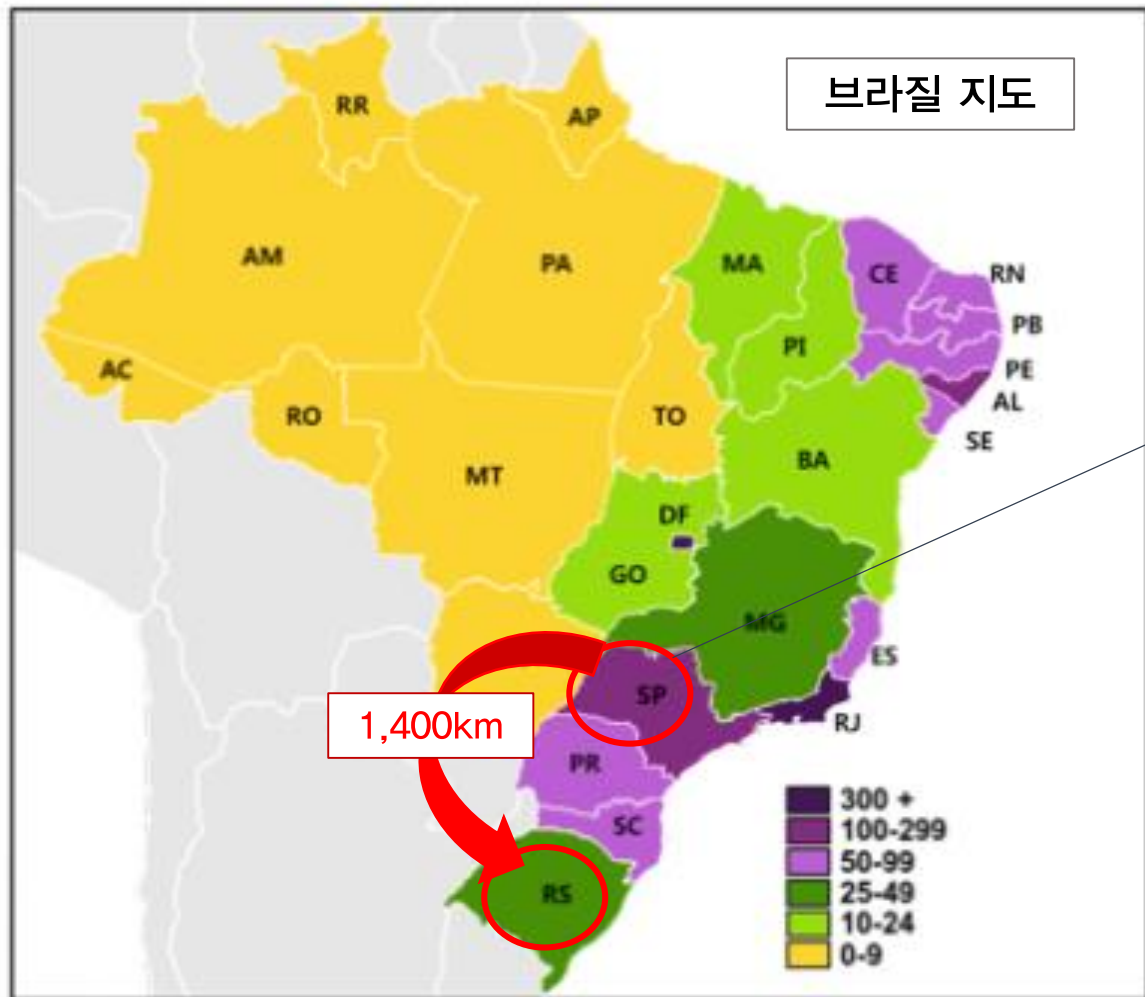 브라질 지도
RR
AP
AM
PA
MA
CE
RN
PB
PI
PE
AC
AL
RO
TO
SE
BA
MT
DF
GO
MG
ES
SP
RJ
1,400km
PR
SC
RS
300 +
100-299
50-99
25-49
10-24
0-9